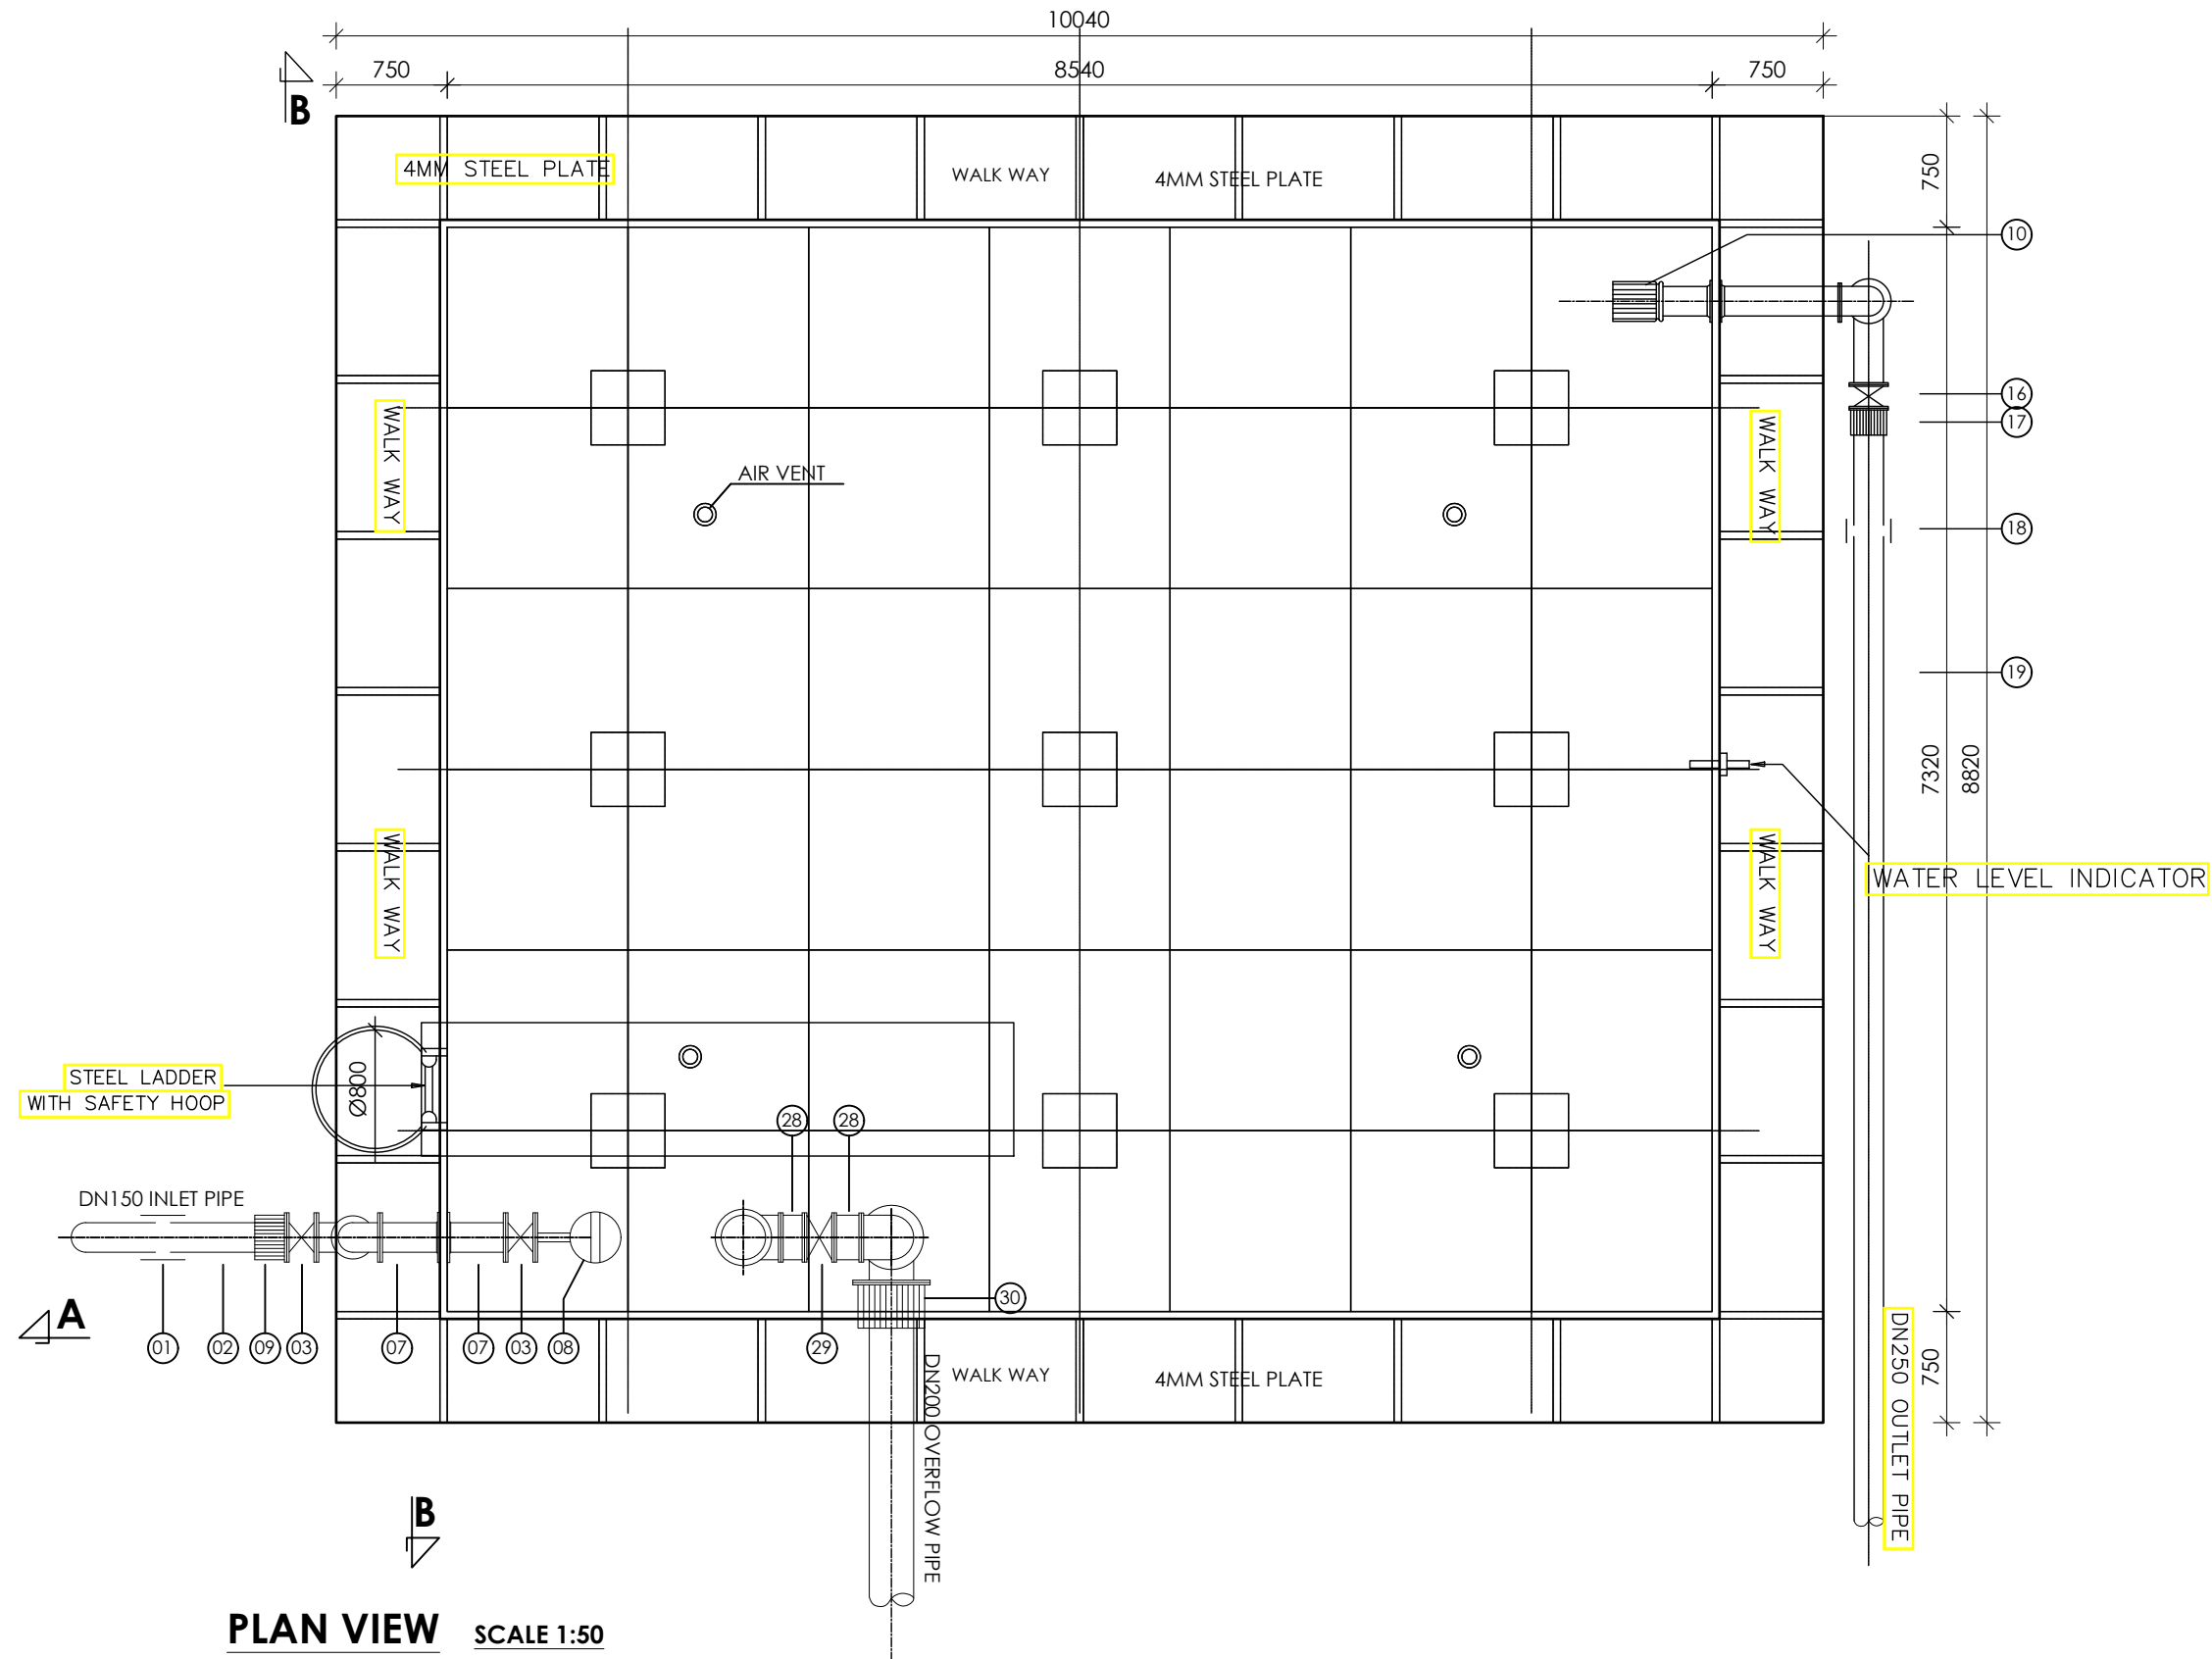 10040
750
8540
750
B
4MM STEEL PLATE
WALK WAY
4MM STEEL PLATE
750
10
16
17
WALK WAY
WALK WAY
AIR VENT
18
19
7320
8820
WALK WAY
WALK WAY
WATER LEVEL INDICATOR
STEEL LADDER
WITH SAFETY HOOP
Ø800
28
28
DN150 INLET PIPE
30
A
01
02
09
03
07
07
03
08
29
DN200 OVERFLOW PIPE
WALK WAY
4MM STEEL PLATE
DN250 OUTLET PIPE
750
B
PLAN VIEW SCALE 1:50